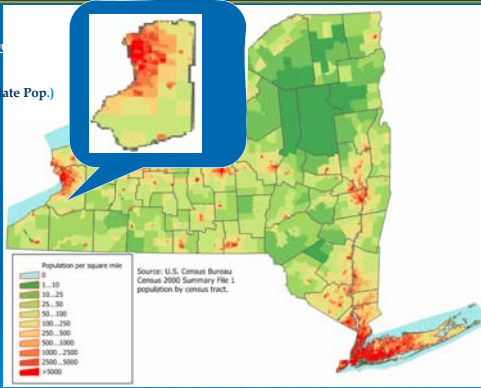 ate Pop.)
Population per square mile
0
1...10
10...25
25...50
50...100
100...250
250...500
500...1000
1000...2500
2500...5000
>5000
Source: U.S. Census Bureau
Census 2000 Summary File 1
population by census tract.